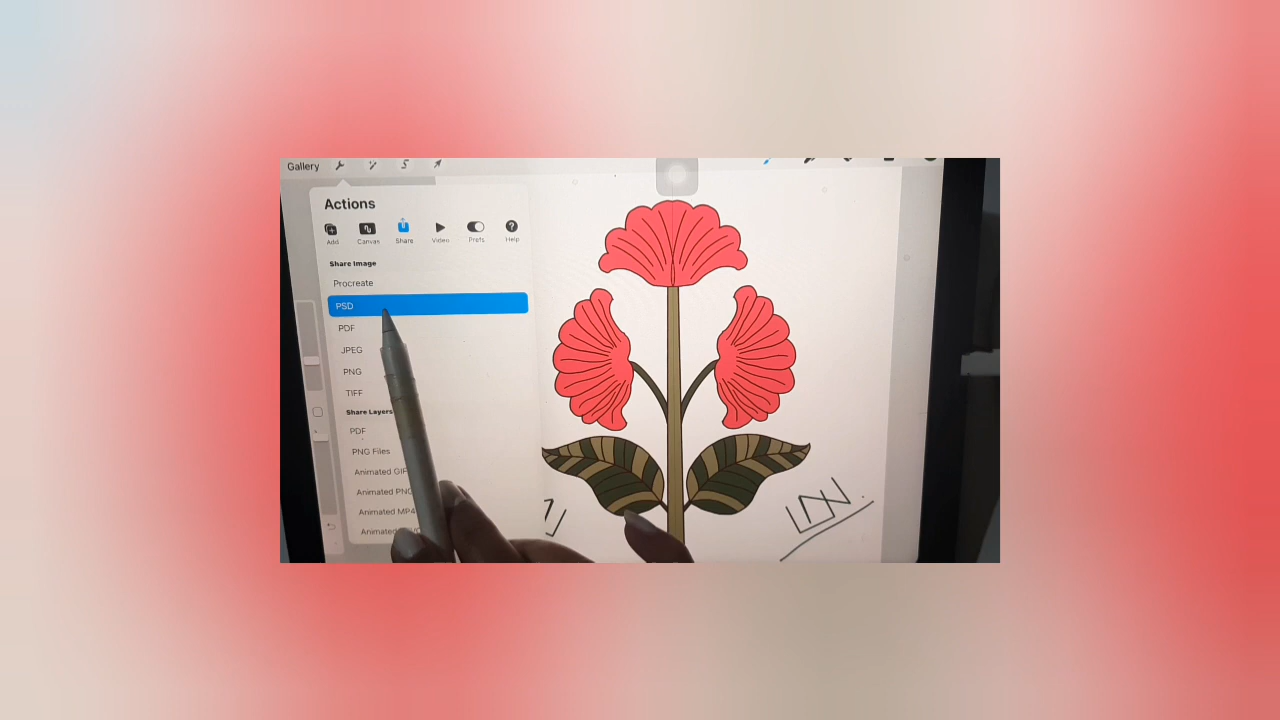 Gallery
Actions
Add Canvas Share Video Prefs Help
Share Image
Procreate
PSD
PDF
JPEG
PNG
TIFF
Share Layers
PDF
PNG Files
Animated GIF
Animated PNG
Animated MP4
Animated